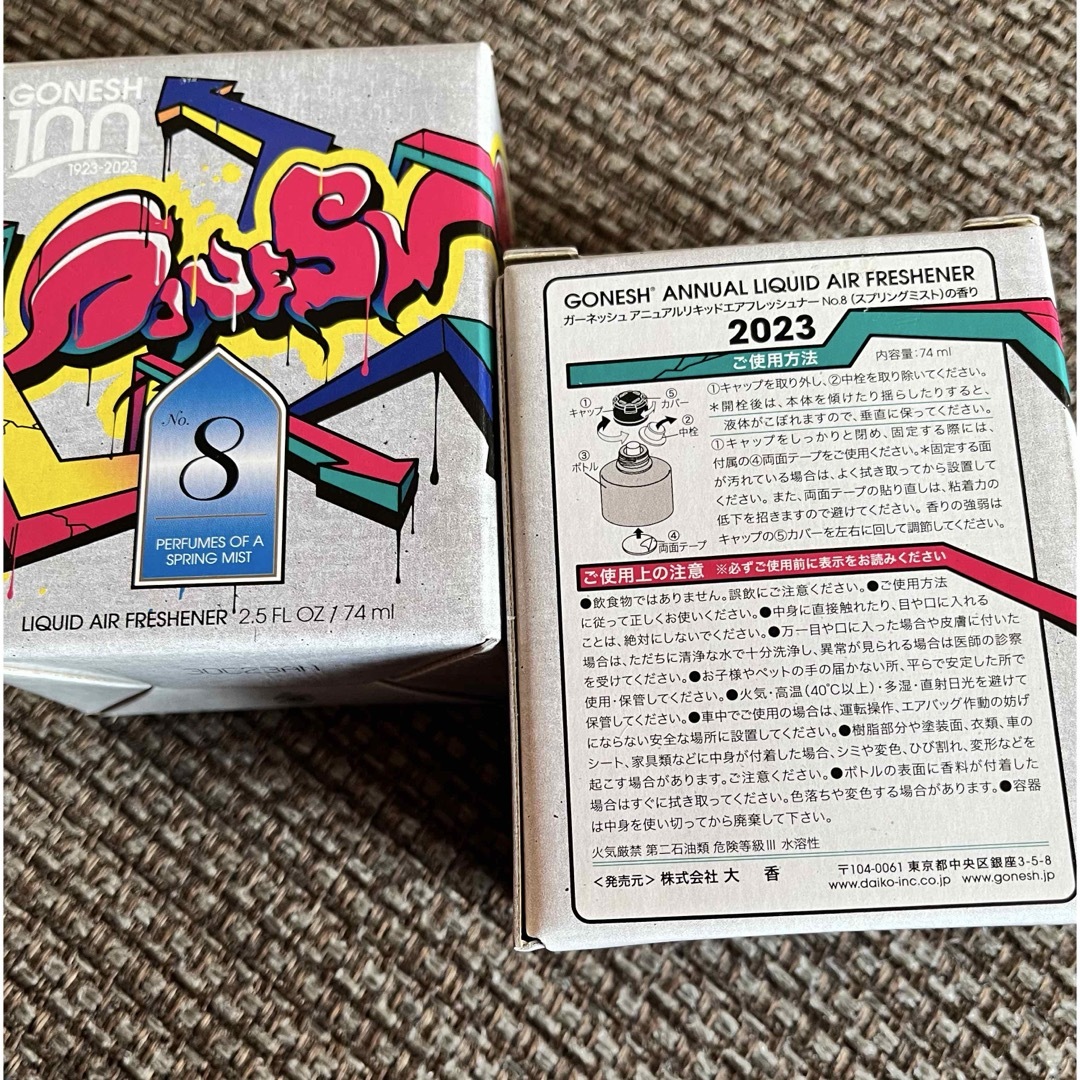 GONESH®
100
1923-2023
GONESH
No.
8
PERFUMES OF A
SPRING MIST
LIQUID AIR FRESHENER 2.5 FL OZ / 74 ml
GONESH® ANNUAL LIQUID AIR FRESHENER
ガーネッシュ アニュアルリキッドエアフレッシュナー No.8 (スプリングミスト)の香り
2023
ご使用方法
内容量:74 ml
①
キャップ
⑤
カバー
②
中栓
③
ボトル
④
両面テープ
①キャップを取り外し、②中栓を取り除いてください。
＊開栓後は、本体を傾けたり揺らしたりすると、
液体がこぼれますので、垂直に保ってください。
①キャップをしっかりと閉め、固定する際には、
付属の④両面テープをご使用ください。＊固定する面
が汚れている場合は、よく拭き取ってから設置して
ください。また、両面テープの貼り直しは、粘着力の
低下を招きますので避けてください。香りの強弱は
キャップの⑤カバーを左右に回して調節してください。
ご使用上の注意 ※必ずご使用前に表示をお読みください
●飲食物ではありません。誤飲にご注意ください。●ご使用方法
に従って正しくお使いください。●中身に直接触れたり、目や口に入れる
ことは、絶対にしないでください。●万一目や口に入った場合や皮膚に付いた
場合は、ただちに清浄な水で十分洗浄し、異常が見られる場合は医師の診察
を受けてください。●お子様やペットの手の届かない所、平らで安定した所で
使用・保管してください。●火気・高温(40℃以上)・多湿・直射日光を避けて
保管してください。●車中でご使用の場合は、運転操作、エアバッグ作動の妨げ
にならない安全な場所に設置してください。●樹脂部分や塗装面、衣類、車の
シート、家具類などに中身が付着した場合、シミや変色、ひび割れ、変形などを
起こす場合があります。ご注意ください。●ボトルの表面に香料が付着した
場合はすぐに拭き取ってください。色落ちや変色する場合があります。●容器
は中身を使い切ってから廃棄して下さい。
火気厳禁 第二石油類 危険等級Ⅲ 水溶性
＜発売元＞ 株式会社 大 香
〒104-0061 東京都中央区銀座3-5-8
www.daiko-inc.co.jp www.gonesh.jp